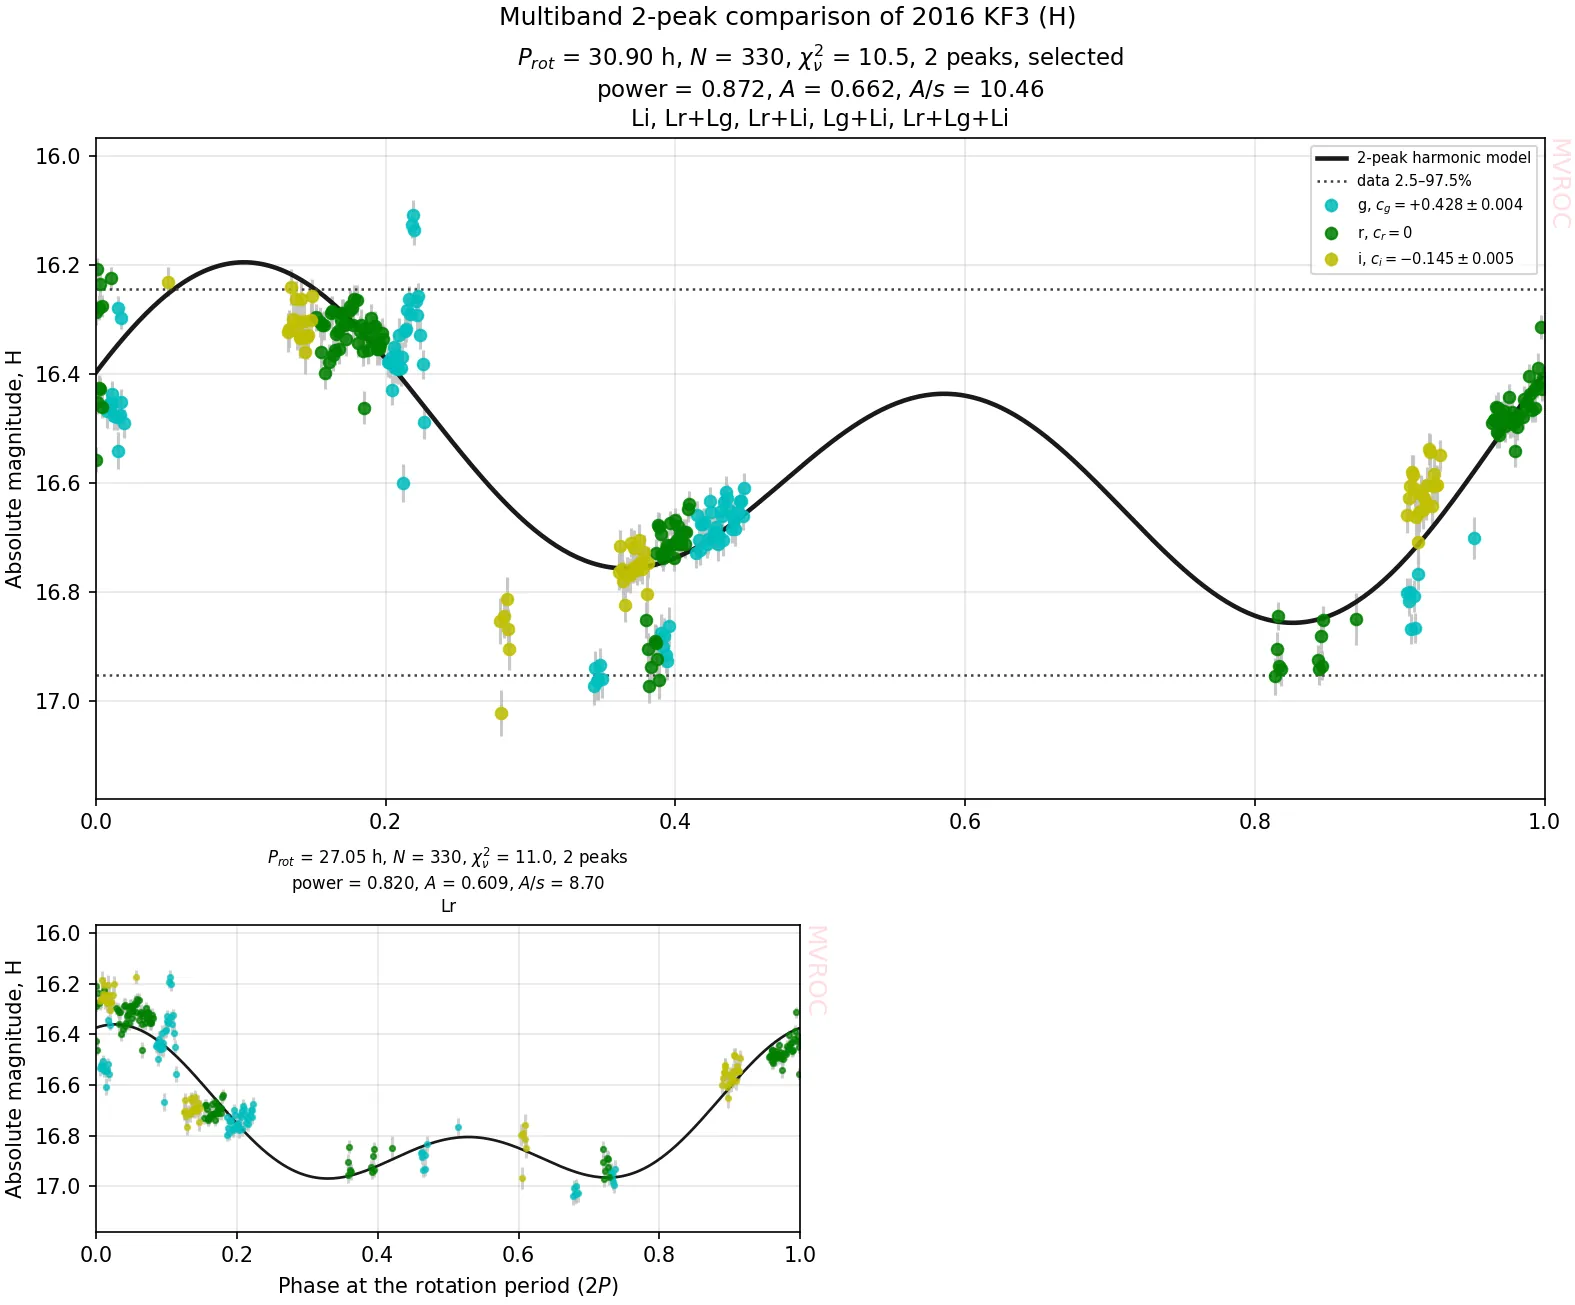 Multiband 2-peak comparison of 2016 KF3 (H)
P_rot = 30.90 h, N = 330, χ²_ν = 10.5, 2 peaks, selected
power = 0.872, A = 0.662, A/s = 10.46
Li, Lr+Lg, Lr+Li, Lg+Li, Lr+Lg+Li
2-peak harmonic model
data 2.5–97.5%
g, c_g = +0.428 ± 0.004
r, c_r = 0
i, c_i = −0.145 ± 0.005
MVROC
Absolute magnitude, H
16.0
16.2
16.4
16.6
16.8
17.0
0.0 0.2 0.4 0.6 0.8 1.0
P_rot = 27.05 h, N = 330, χ²_ν = 11.0, 2 peaks
power = 0.820, A = 0.609, A/s = 8.70
Lr
MVROC
Absolute magnitude, H
16.0
16.2
16.4
16.6
16.8
17.0
0.0 0.2 0.4 0.6 0.8 1.0
Phase at the rotation period (2P)